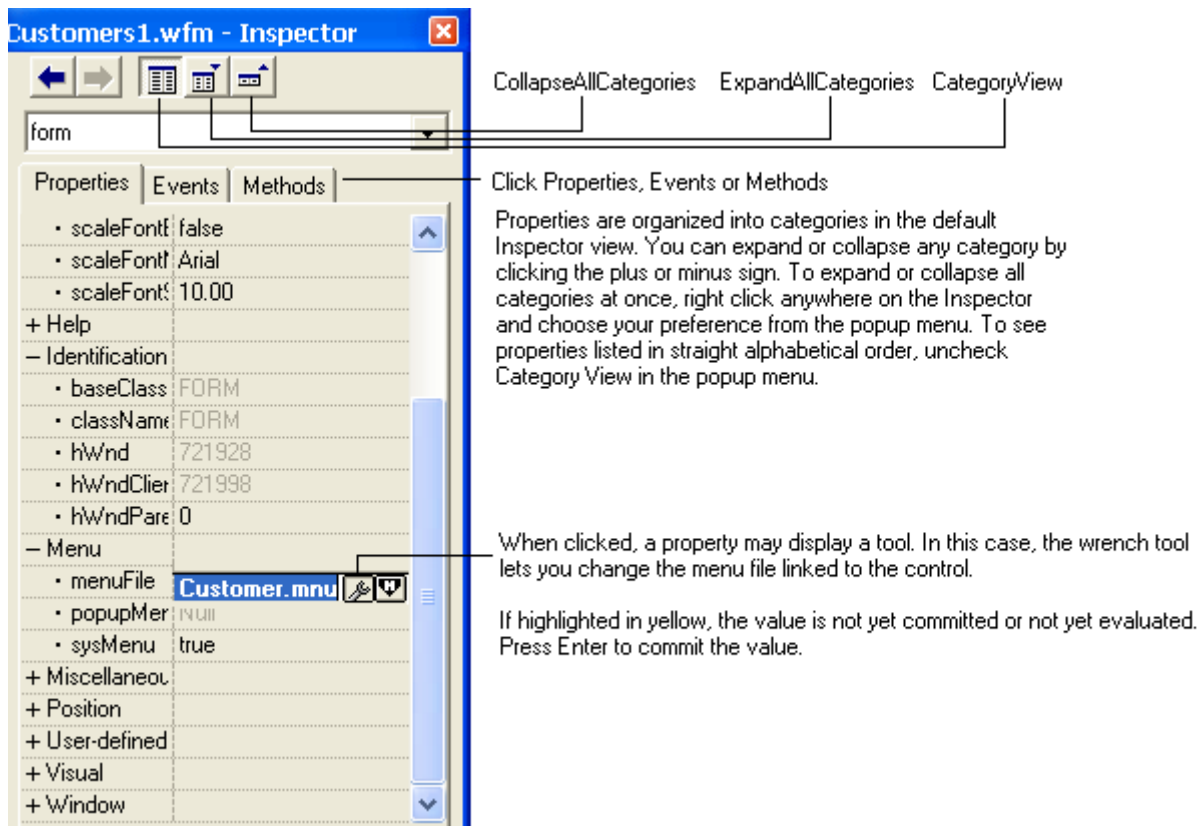 Customers1.wfm - Inspector
CollapseAllCategories ExpandAllCategories CategoryView
form
Properties Events Methods
Click Properties, Events or Methods
Properties are organized into categories in the default
Inspector view. You can expand or collapse any category by
clicking the plus or minus sign. To expand or collapse all
categories at once, right click anywhere on the Inspector
and choose your preference from the popup menu. To see
properties listed in straight alphabetical order, uncheck
Category View in the popup menu.
scaleFontB false
scaleFontN Arial
scaleFontS 10.00
+ Help
– Identification
baseClass FORM
className FORM
hWnd 721928
hWndClien 721998
hWndPare 0
– Menu
menuFile Customer.mnu
popupMen Null
sysMenu true
+ Miscellaneou
+ Position
+ User-defined
+ Visual
+ Window
When clicked, a property may display a tool. In this case, the wrench tool
lets you change the menu file linked to the control.
If highlighted in yellow, the value is not yet committed or not yet evaluated.
Press Enter to commit the value.